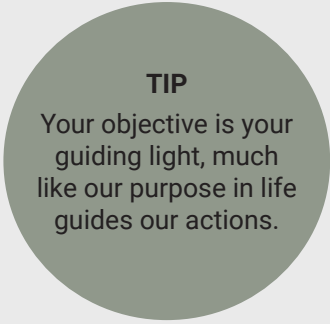 TIP
Your objective is your
guiding light, much
like our purpose in life
guides our actions.